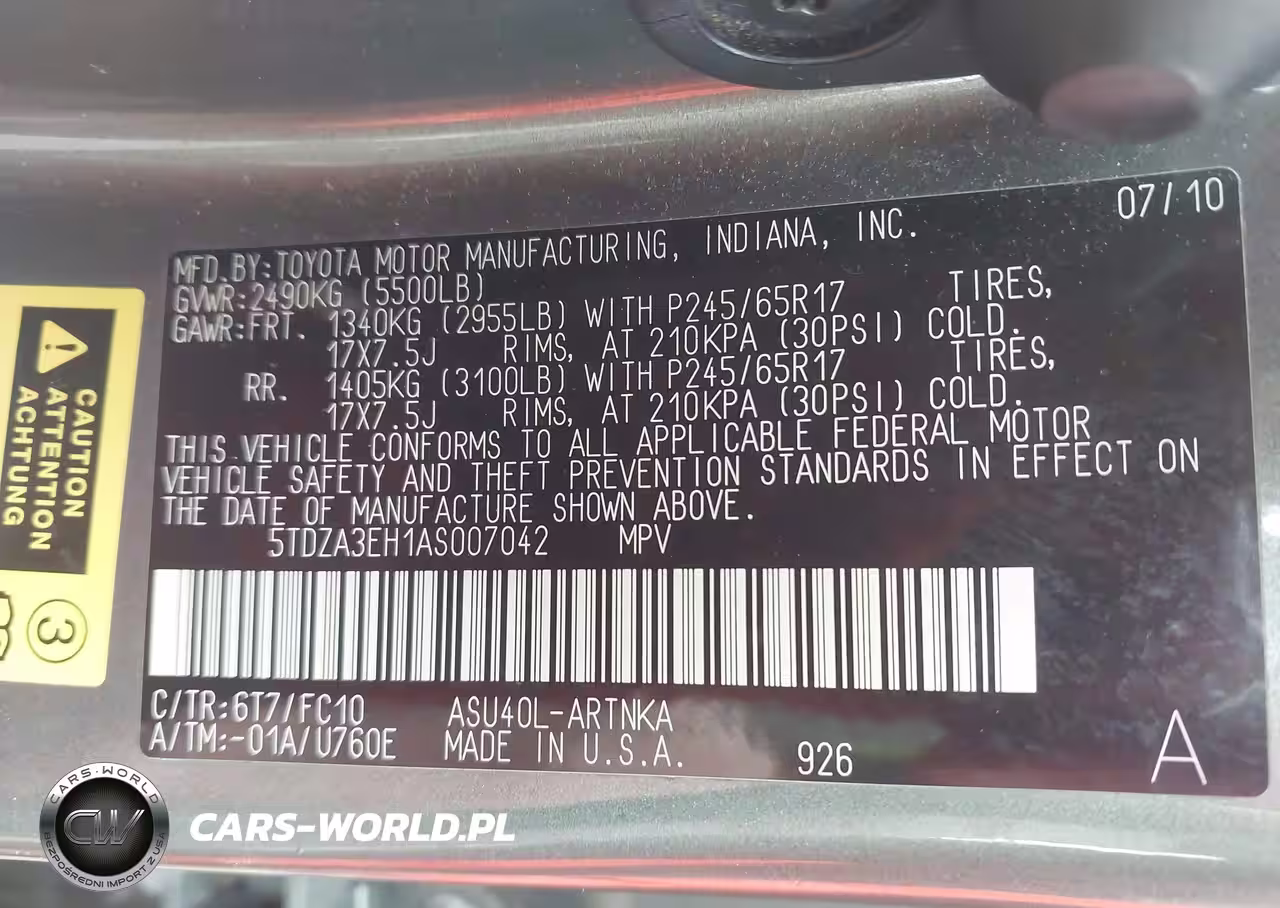 07/10
MFD.BY:TOYOTA MOTOR MANUFACTURING, INDIANA, INC.
GVWR:2490KG (5500LB)
GAWR:FRT. 1340KG (2955LB) WITH P245/65R17 TIRES,
17X7.5J RIMS, AT 210KPA (30PSI) COLD.
RR. 1405KG (3100LB) WITH P245/65R17 TIRES,
17X7.5J RIMS, AT 210KPA (30PSI) COLD.
THIS VEHICLE CONFORMS TO ALL APPLICABLE FEDERAL MOTOR
VEHICLE SAFETY AND THEFT PREVENTION STANDARDS IN EFFECT ON
THE DATE OF MANUFACTURE SHOWN ABOVE.
5TDZA3EH1AS007042 MPV
C/TR:6T7/FC10 ASU40L-ARTNKA
A/TM:-01A/U760E MADE IN U.S.A. 926 A
CAUTION
ATTENTION
ACHTUNG
3
CARS-WORLD
CW
BEZPOŚREDNI IMPORT Z USA
CARS-WORLD.PL